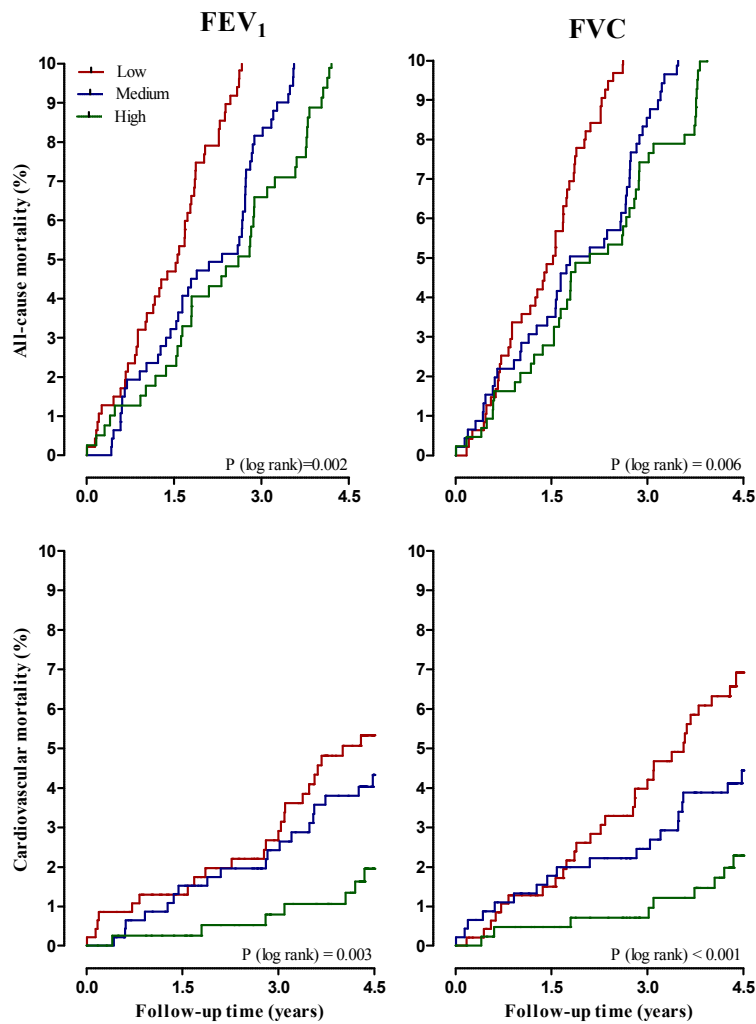 FEV1
FVC
All-cause mortality (%)
10
9
8
7
6
5
4
3
2
1
0
Low
Medium
High
P (log rank)=0.002
0.0 1.5 3.0 4.5
10
9
8
7
6
5
4
3
2
1
0
P (log rank) = 0.006
0.0 1.5 3.0 4.5
Cardiovascular mortality (%)
10
9
8
7
6
5
4
3
2
1
0
P (log rank) = 0.003
0.0 1.5 3.0 4.5
Follow-up time (years)
10
9
8
7
6
5
4
3
2
1
0
P (log rank) < 0.001
0.0 1.5 3.0 4.5
Follow-up time (years)